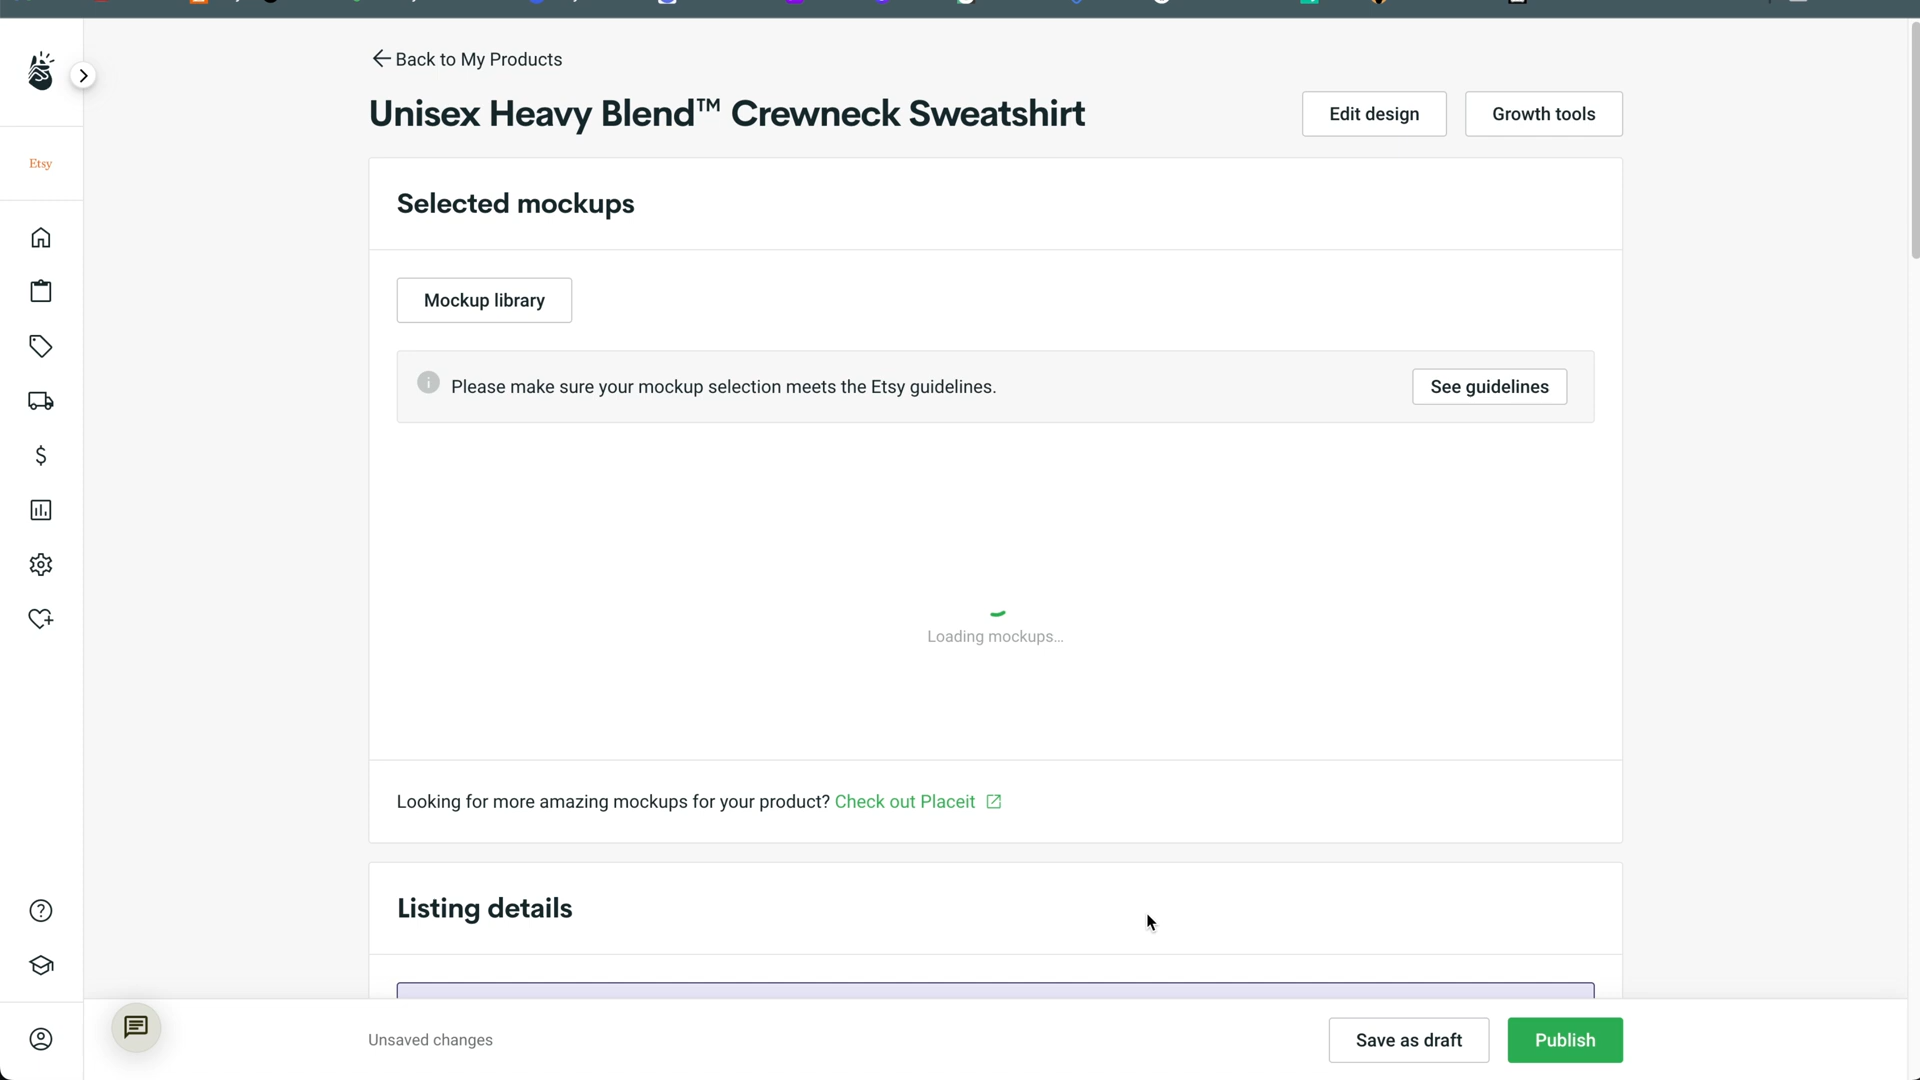 Back to My Products
Unisex Heavy Blend™ Crewneck Sweatshirt
Edit design
Growth tools
Etsy
Selected mockups
Mockup library
Please make sure your mockup selection meets the Etsy guidelines.
See guidelines
Loading mockups...
Looking for more amazing mockups for your product? Check out Placeit
Listing details
Unsaved changes
Save as draft
Publish